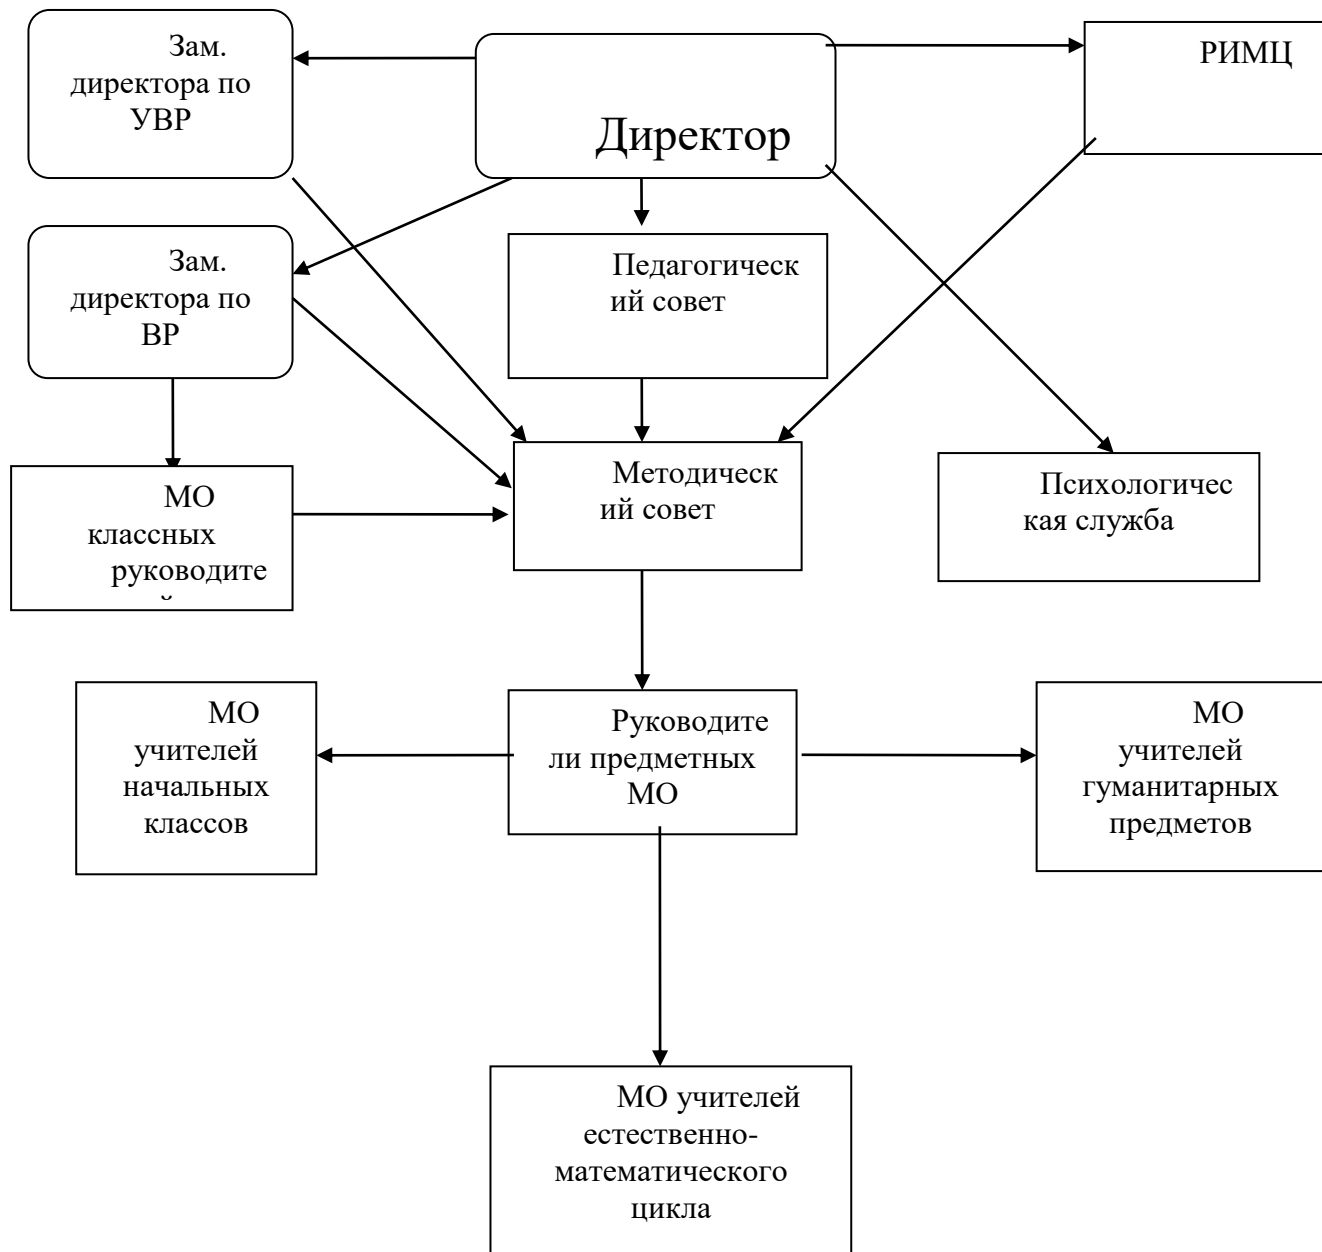 Зам.
директора по
УВР
Директор
РИМЦ
Зам.
директора по
ВР
Педагогическ
ий совет
МО
классных
руководите
Методическ
ий совет
Психологичес
кая служба
МО
учителей
начальных
классов
Руководите
ли предметных
МО
МО
учителей
гуманитарных
предметов
МО учителей
естественно-
математического
цикла